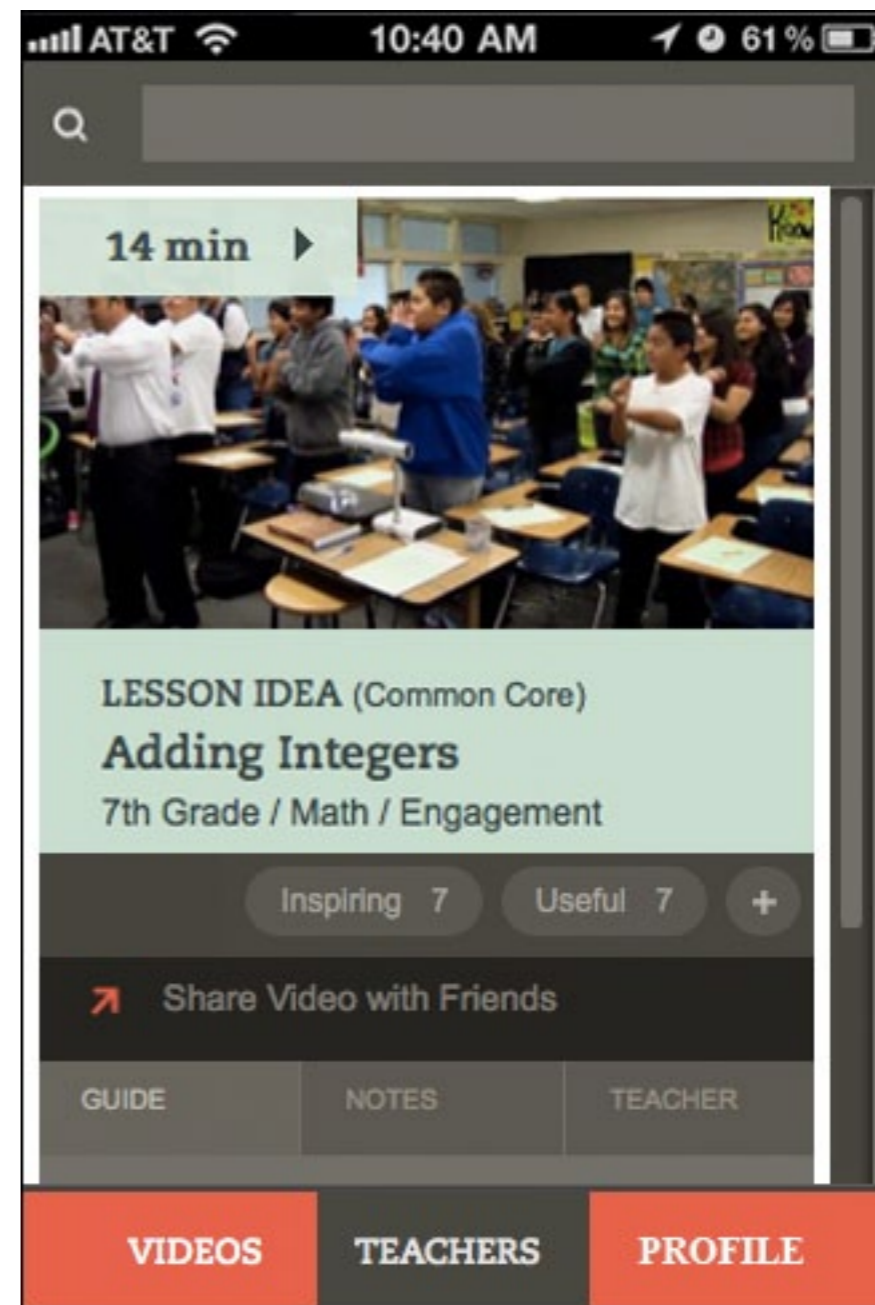 AT&T 10:40 AM 61%
14 min
LESSON IDEA (Common Core)
Adding Integers
7th Grade / Math / Engagement
Inspiring 7 Useful 7 +
Share Video with Friends
GUIDE NOTES TEACHER
VIDEOS TEACHERS PROFILE